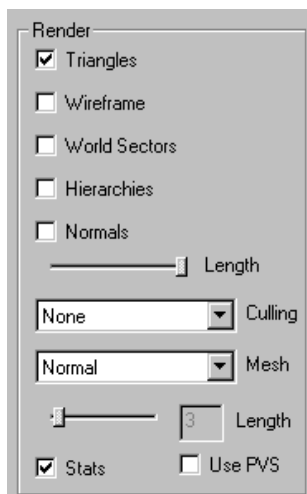 Render
Triangles
Wireframe
World Sectors
Hierarchies
Normals
Length
None Culling
Normal Mesh
3 Length
Stats Use PVS